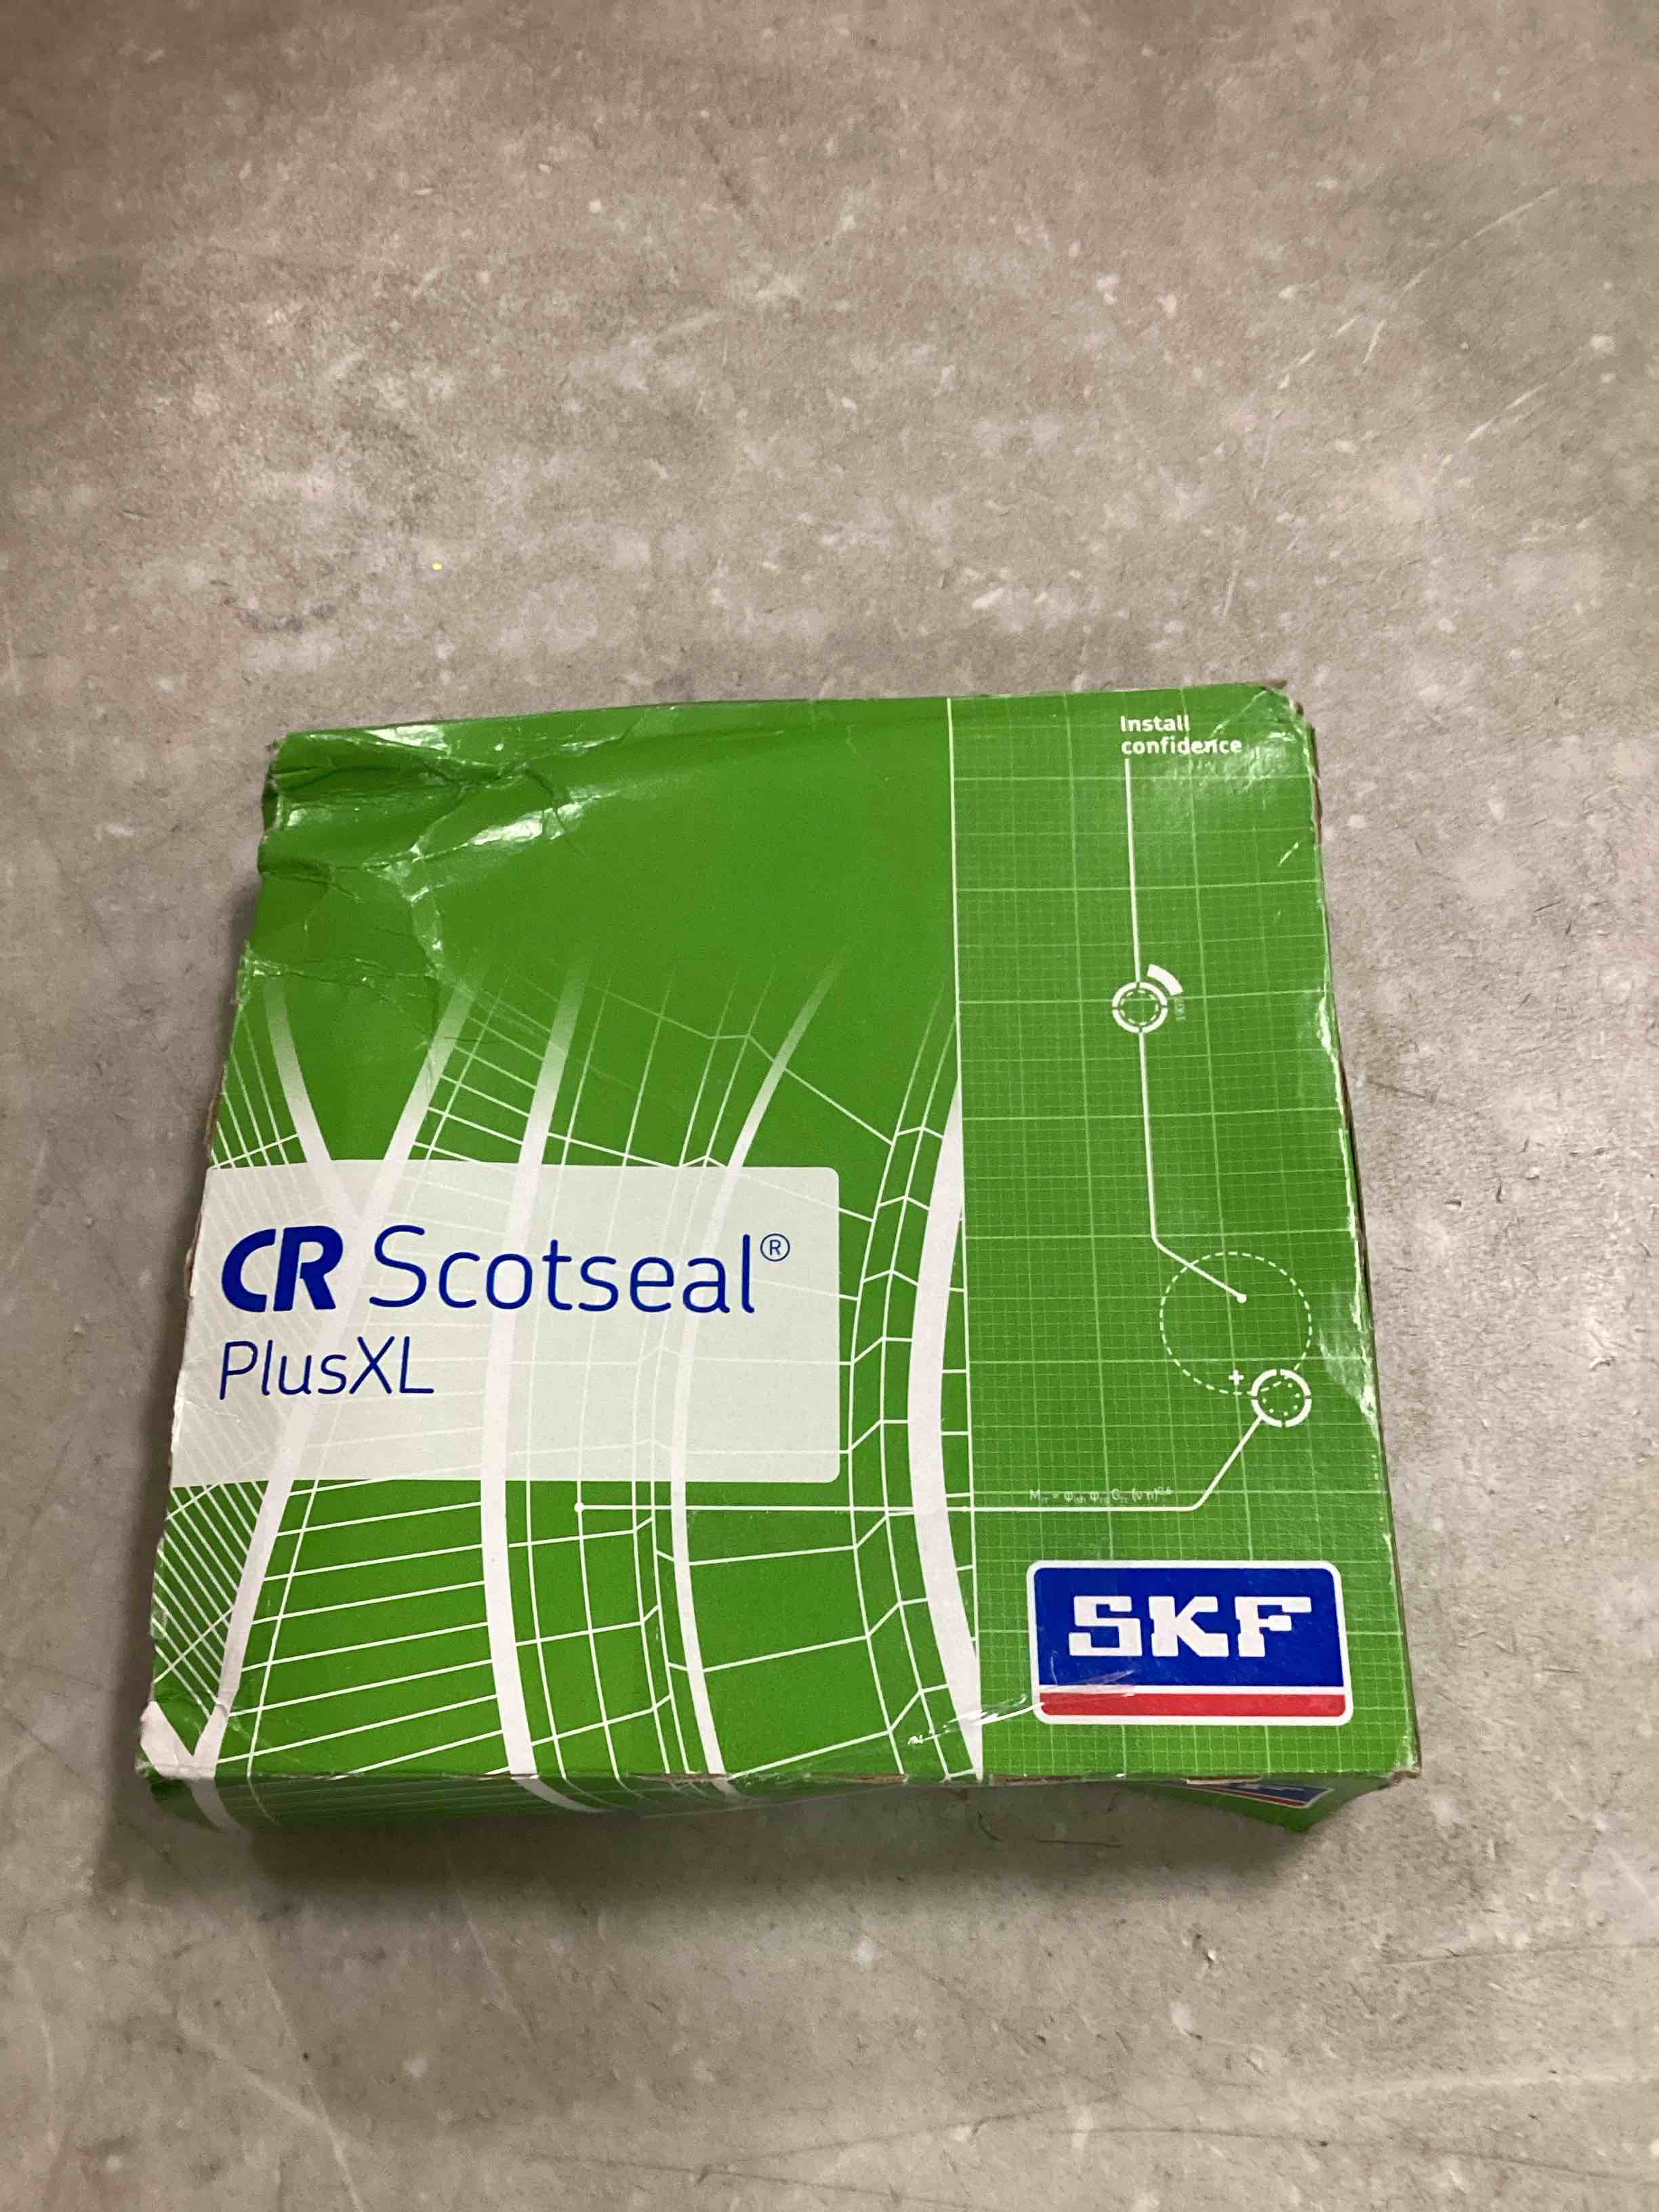 Install
confidence
CR Scotseal®
PlusXL
SKF